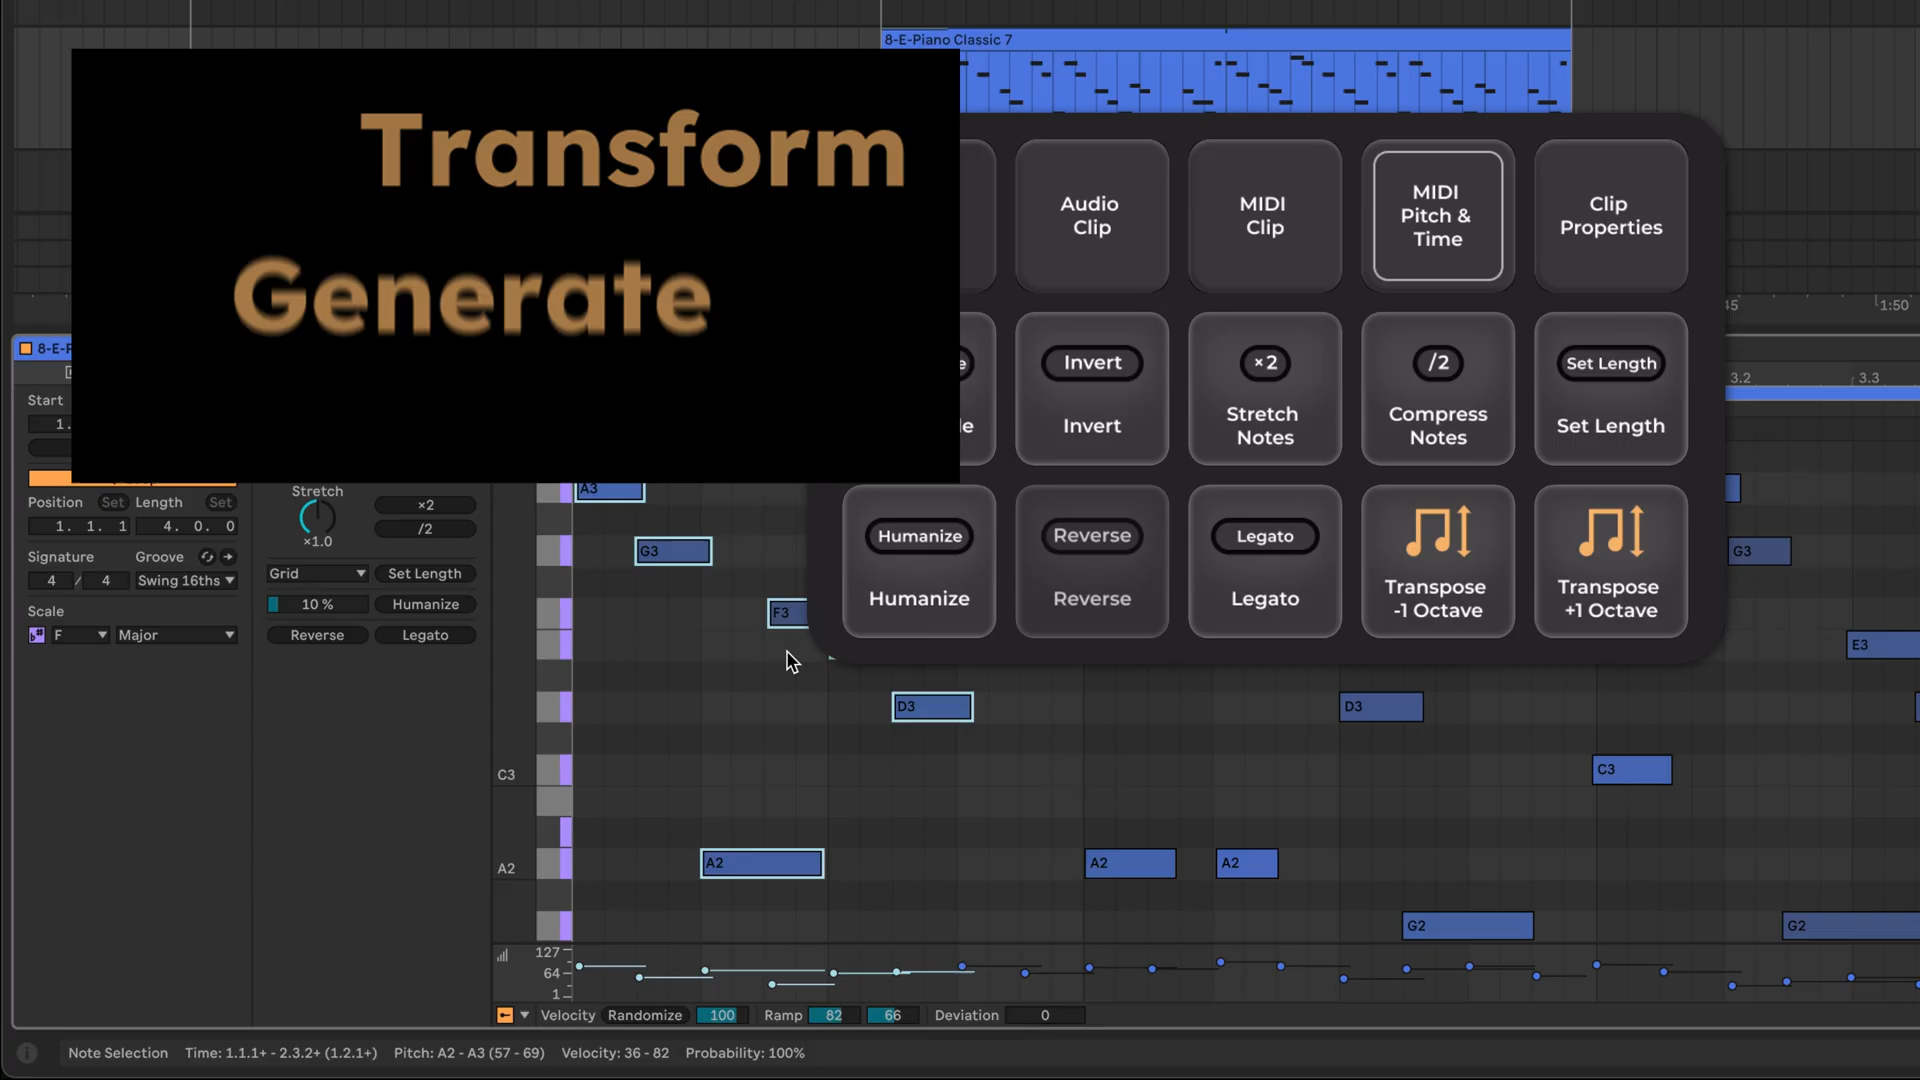 8-E-Piano Classic 7
Transform
Generate
Audio
Clip
MIDI
Clip
MIDI
Pitch &
Time
Clip
Properties
45
1:50
8-E-P
Start
1.
Invert
Invert
×2
Stretch
Notes
/2
Compress
Notes
Set Length
Set Length
3.2
3.3
Position Set Length Set
1. 1. 1 4. 0. 0
Signature Groove
4 / 4 Swing 16ths
Scale
F Major
Stretch
×1.0
×2
/2
Grid Set Length
10 % Humanize
Reverse Legato
A3
G3
F3
D3
A2
C3
A2
Humanize
Humanize
Reverse
Reverse
Legato
Legato
Transpose
-1 Octave
Transpose
+1 Octave
G3
E3
D3
C3
A2
A2
G2
G2
127
64
1
Velocity Randomize 100 Ramp 82 66 Deviation 0
Note Selection Time: 1.1.1+ - 2.3.2+ (1.2.1+) Pitch: A2 - A3 (57 - 69) Velocity: 36 - 82 Probability: 100%